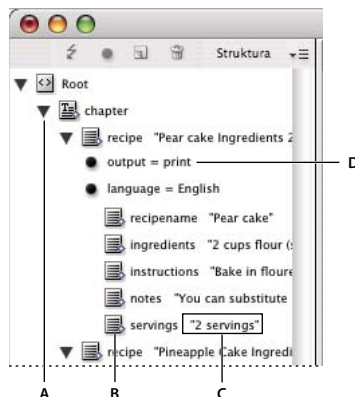 Struktura
Root
chapter
recipe "Pear cake Ingredients 2
output = print
D
language = English
recipename "Pear cake"
ingredients "2 cups flour (
instructions "Bake in floure
notes "You can substitute
servings "2 servings"
recipe "Pineapple Cake Ingredi
A B C